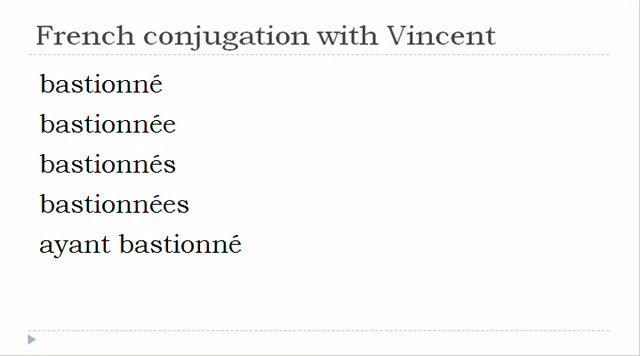 French conjugation with Vincent
bastionné
bastionnée
bastionnés
bastionnées
ayant bastionné